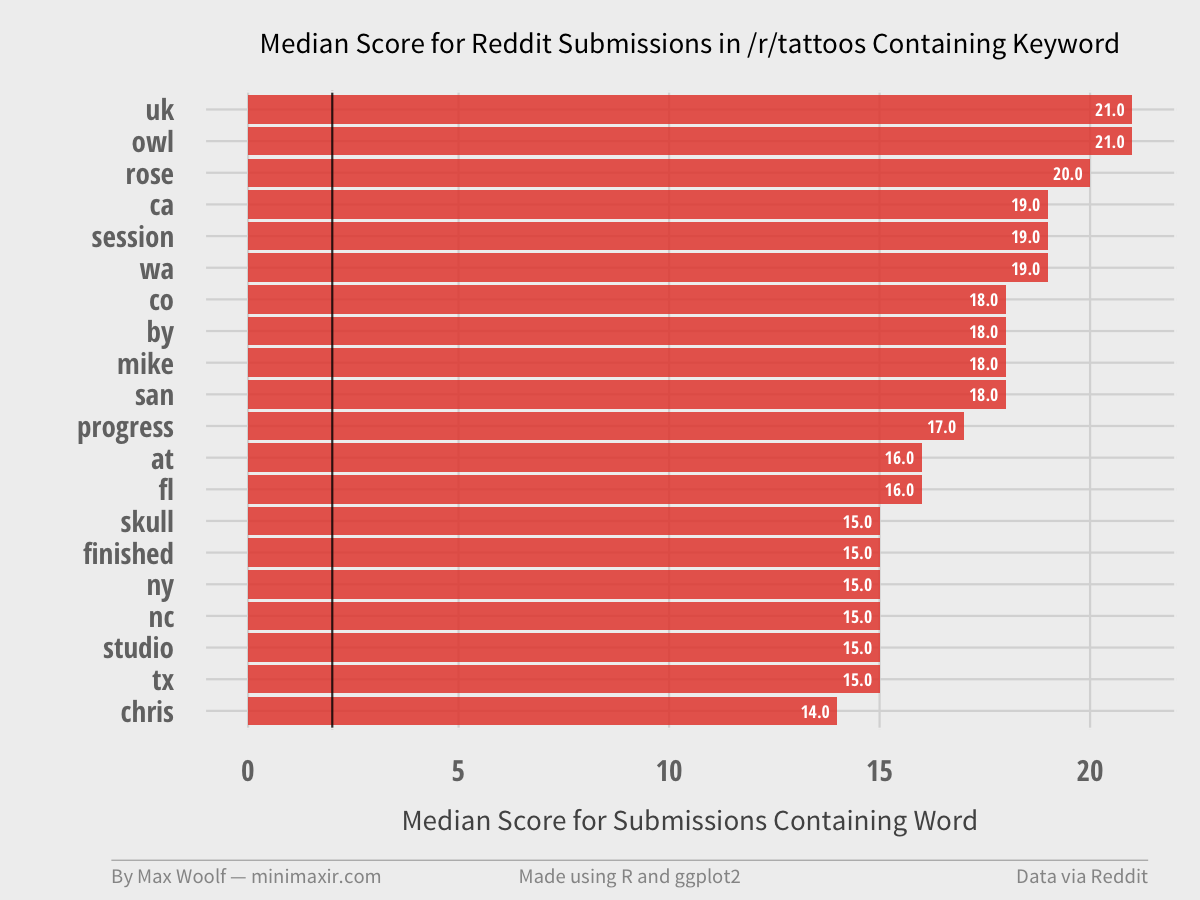 Median Score for Reddit Submissions in /r/tattoos Containing Keyword
uk 21.0
owl 21.0
rose 20.0
ca 19.0
session 19.0
wa 19.0
co 18.0
by 18.0
mike 18.0
san 18.0
progress 17.0
at 16.0
fl 16.0
skull 15.0
finished 15.0
ny 15.0
nc 15.0
studio 15.0
tx 15.0
chris 14.0
0 5 10 15 20
Median Score for Submissions Containing Word
By Max Woolf — minimaxir.com Made using R and ggplot2 Data via Reddit